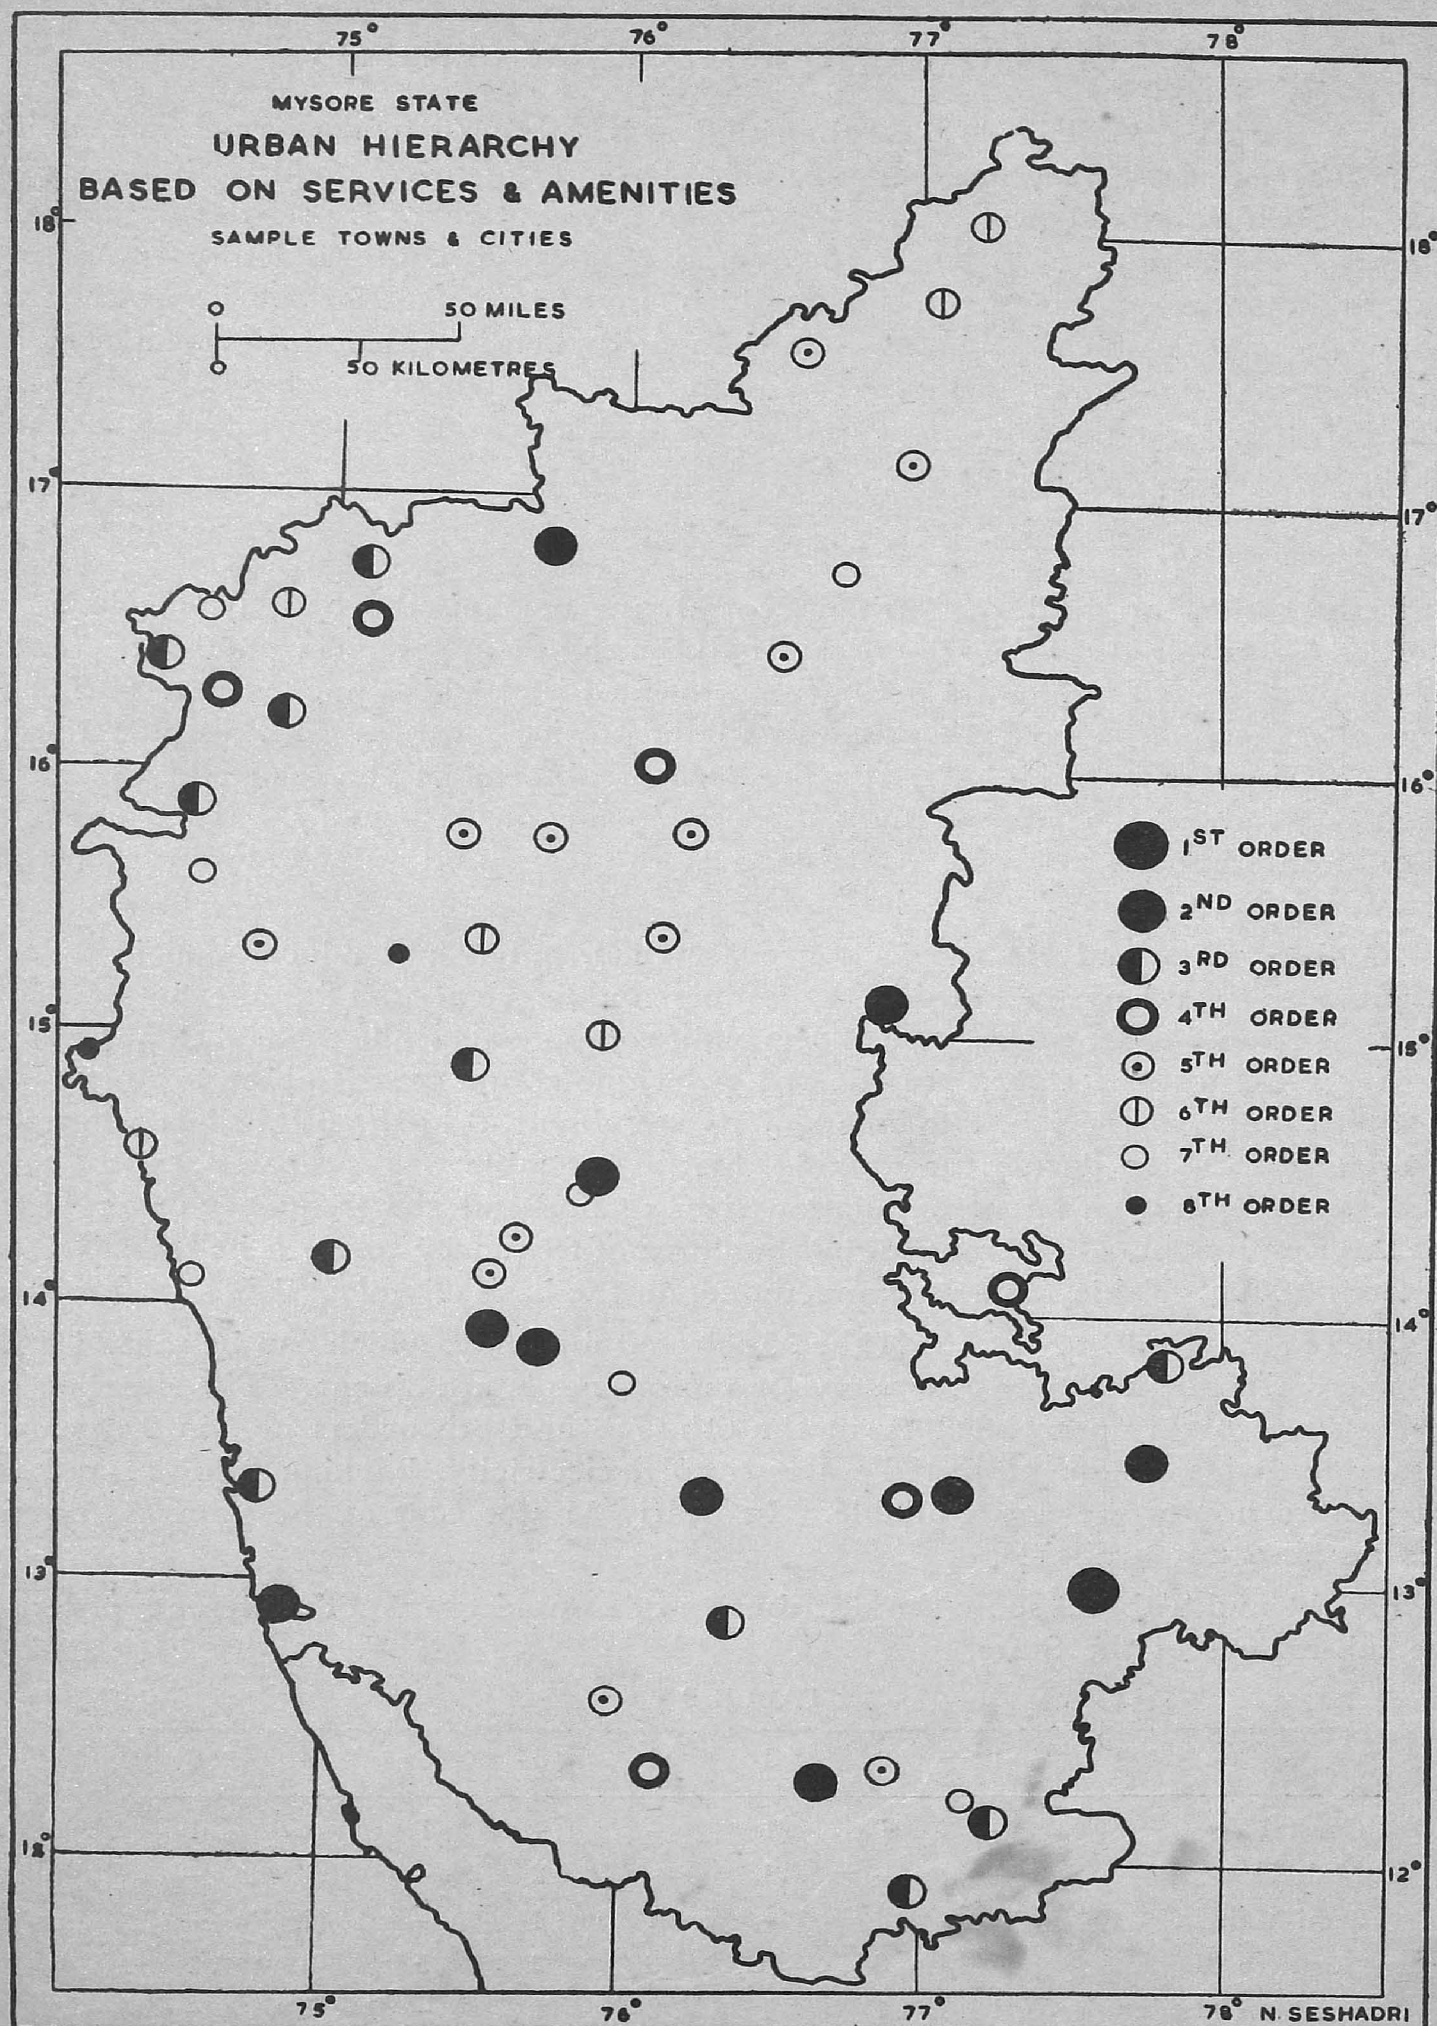 75° 76° 77° 78°
MYSORE STATE
URBAN HIERARCHY
BASED ON SERVICES & AMENITIES
SAMPLE TOWNS & CITIES
18° 18°
0 50 MILES
0 50 KILOMETRES
17° 17°
16° 16°
1ST ORDER
2ND ORDER
3RD ORDER
4TH ORDER
15° 15°
5TH ORDER
6TH ORDER
7TH ORDER
8TH ORDER
14° 14°
13° 13°
12° 12°
75° 76° 77° 78° N. SESHADRI